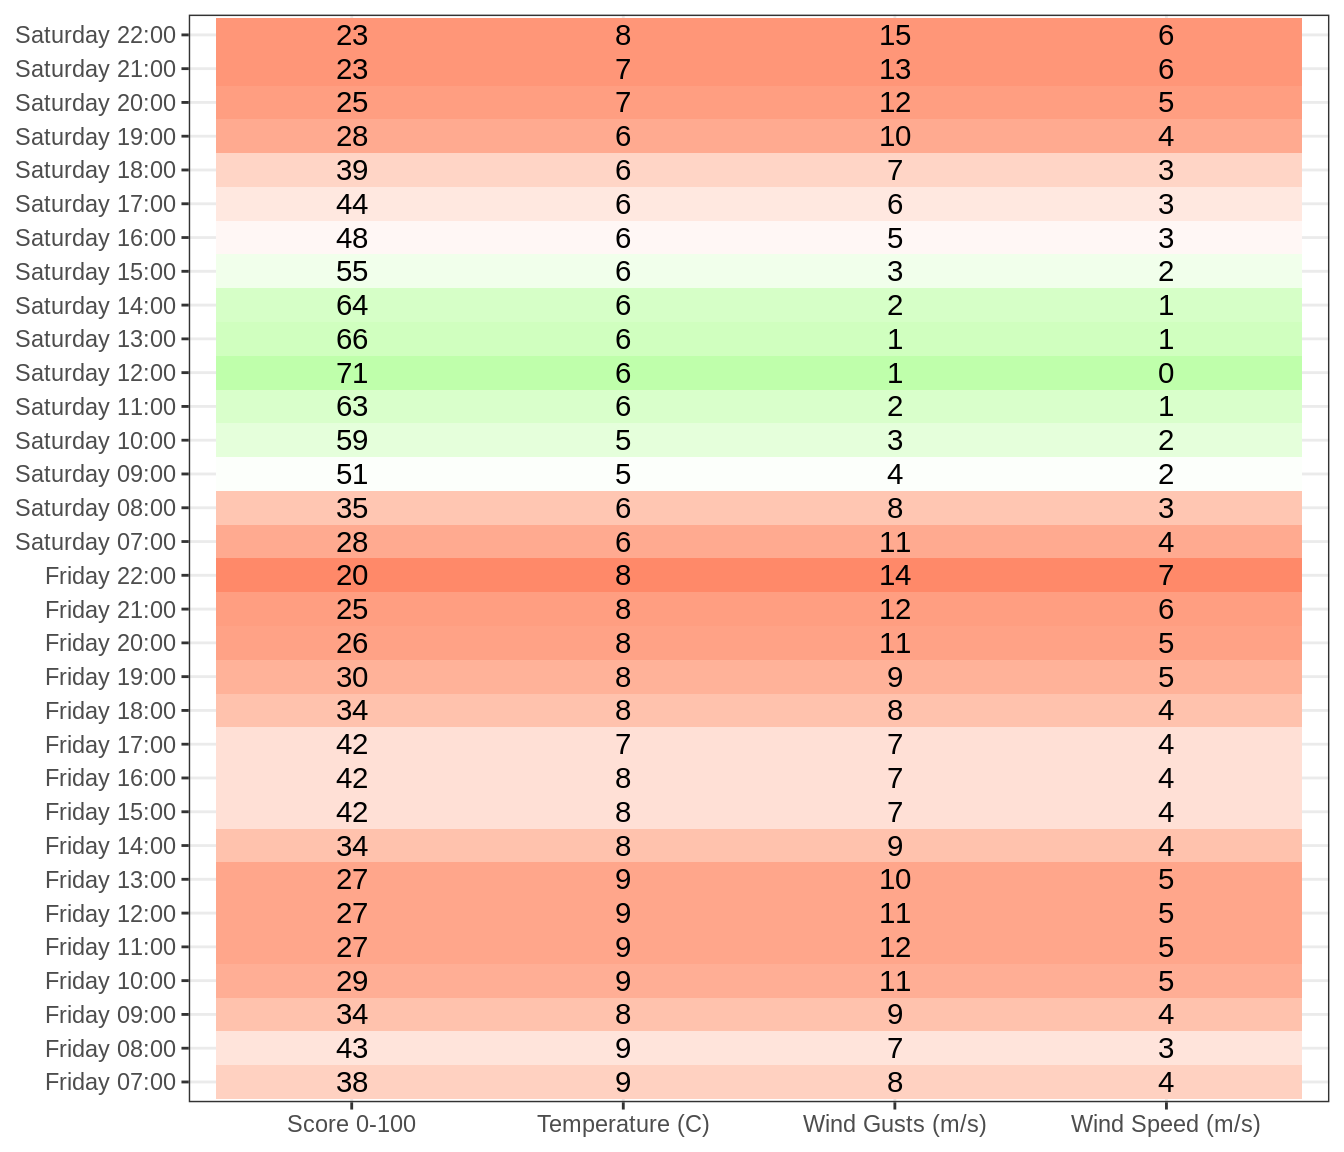 Saturday 22:00 23 8 15 6
Saturday 21:00 23 7 13 6
Saturday 20:00 25 7 12 5
Saturday 19:00 28 6 10 4
Saturday 18:00 39 6 7 3
Saturday 17:00 44 6 6 3
Saturday 16:00 48 6 5 3
Saturday 15:00 55 6 3 2
Saturday 14:00 64 6 2 1
Saturday 13:00 66 6 1 1
Saturday 12:00 71 6 1 0
Saturday 11:00 63 6 2 1
Saturday 10:00 59 5 3 2
Saturday 09:00 51 5 4 2
Saturday 08:00 35 6 8 3
Saturday 07:00 28 6 11 4
Friday 22:00 20 8 14 7
Friday 21:00 25 8 12 6
Friday 20:00 26 8 11 5
Friday 19:00 30 8 9 5
Friday 18:00 34 8 8 4
Friday 17:00 42 7 7 4
Friday 16:00 42 8 7 4
Friday 15:00 42 8 7 4
Friday 14:00 34 8 9 4
Friday 13:00 27 9 10 5
Friday 12:00 27 9 11 5
Friday 11:00 27 9 12 5
Friday 10:00 29 9 11 5
Friday 09:00 34 8 9 4
Friday 08:00 43 9 7 3
Friday 07:00 38 9 8 4
Score 0-100 Temperature (C) Wind Gusts (m/s) Wind Speed (m/s)